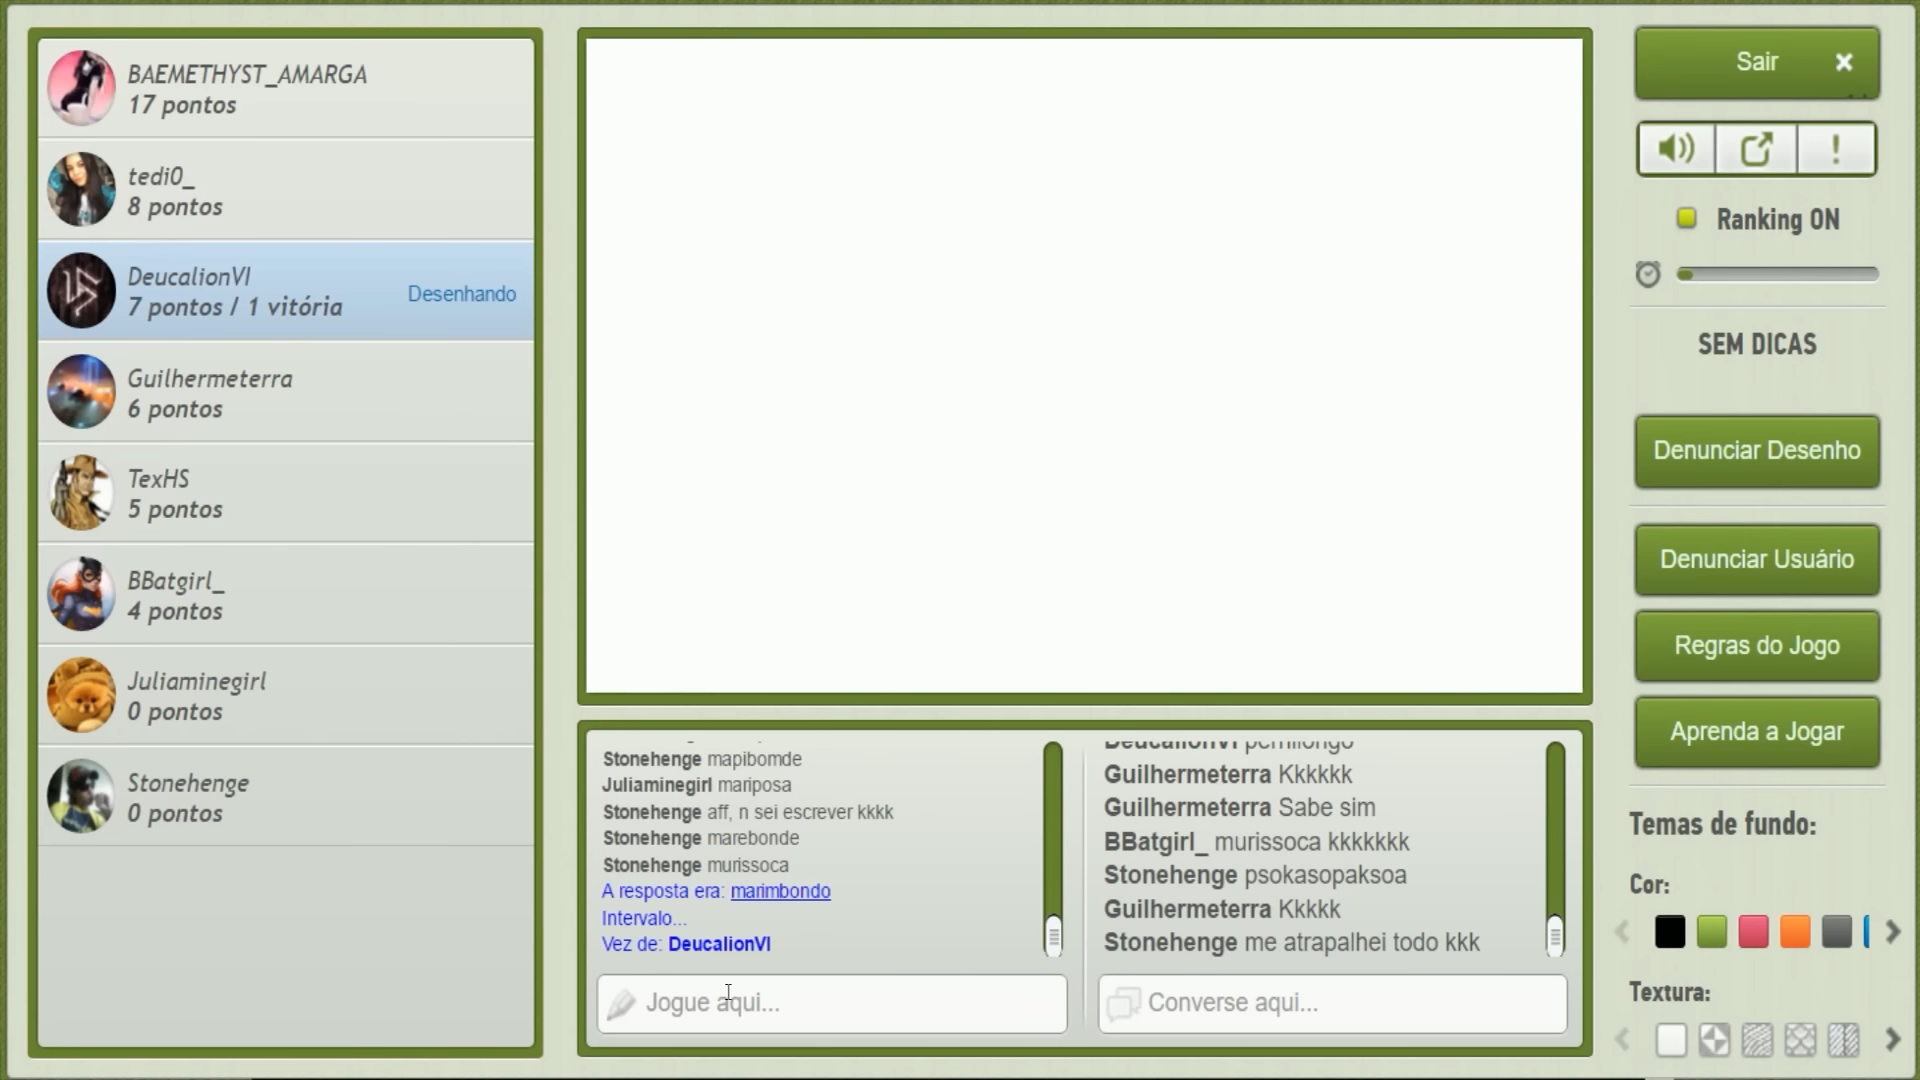 BAEMETHYST_AMARGA
17 pontos
tedi0_
8 pontos
DeucalionVI
7 pontos / 1 vitória
Desenhando
Guilhermeterra
6 pontos
TexHS
5 pontos
BBatgirl_
4 pontos
Juliaminegirl
0 pontos
Stonehenge
0 pontos
Stonehenge mapibomde
Juliaminegirl mariposa
Stonehenge aff, n sei escrever kkkk
Stonehenge marebonde
Stonehenge murissoca
A resposta era: marimbondo
Intervalo...
Vez de: DeucalionVI
Jogue aqui...
DeucalionVI pernilongo
Guilhermeterra Kkkkkk
Guilhermeterra Sabe sim
BBatgirl_ murissoca kkkkkkk
Stonehenge psokasopaksoa
Guilhermeterra Kkkkk
Stonehenge me atrapalhei todo kkk
Converse aqui...
Sair
Ranking ON
SEM DICAS
Denunciar Desenho
Denunciar Usuário
Regras do Jogo
Aprenda a Jogar
Temas de fundo:
Cor:
Textura: